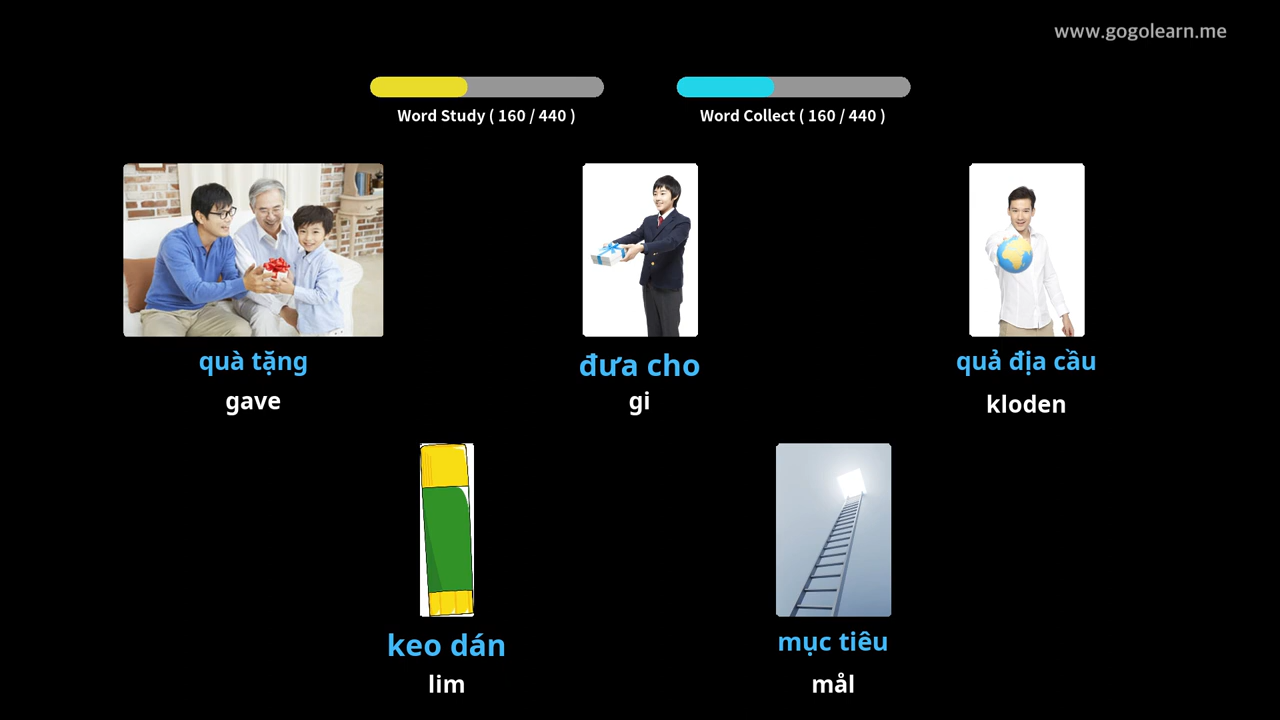 www.gogolearn.me
Word Study ( 160 / 440 )
Word Collect ( 160 / 440 )
quà tặng
gave
đưa cho
gi
quả địa cầu
kloden
keo dán
lim
mục tiêu
mål